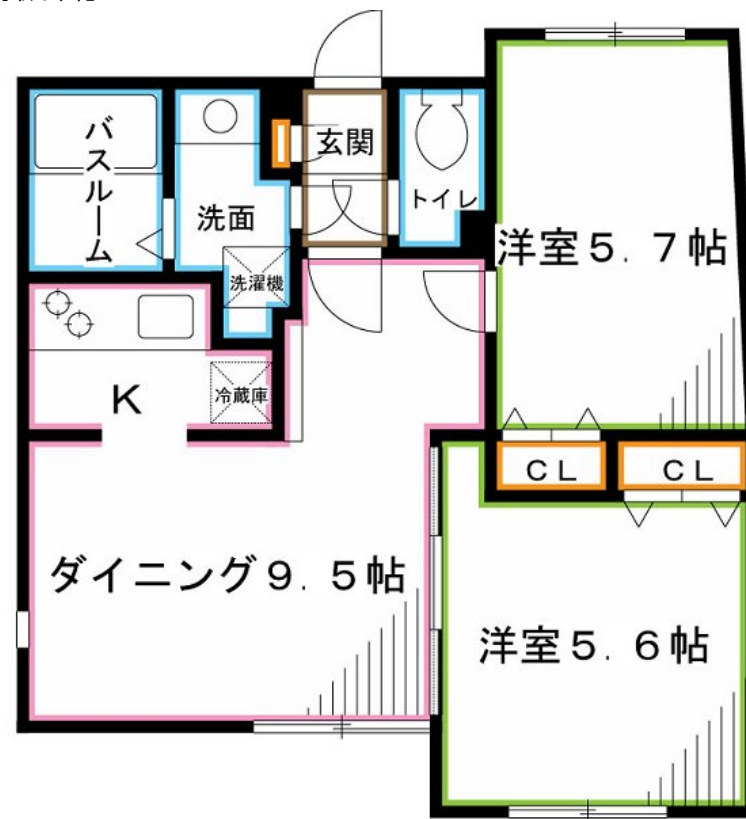 バスルーム
洗面
玄関
トイレ
洗濯機
洋室5.7帖
K
冷蔵庫
CL
CL
ダイニング9.5帖
洋室5.6帖